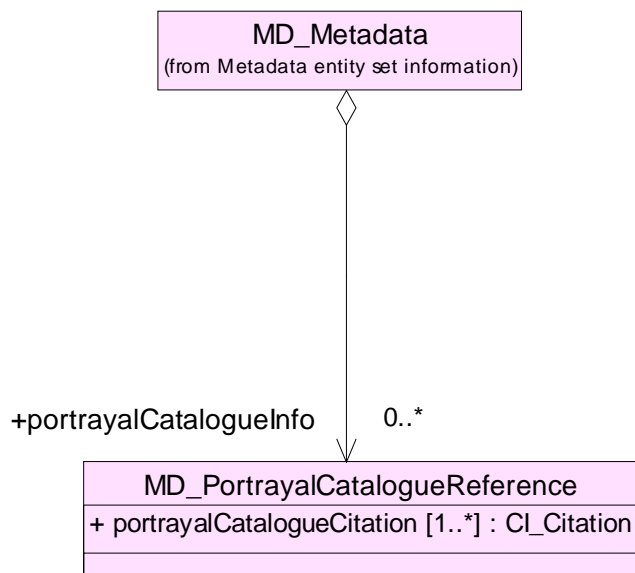 MD_Metadata
(from Metadata entity set information)
+portrayalCatalogueInfo 0..*
MD_PortrayalCatalogueReference
+ portrayalCatalogueCitation [1..*] : CI_Citation